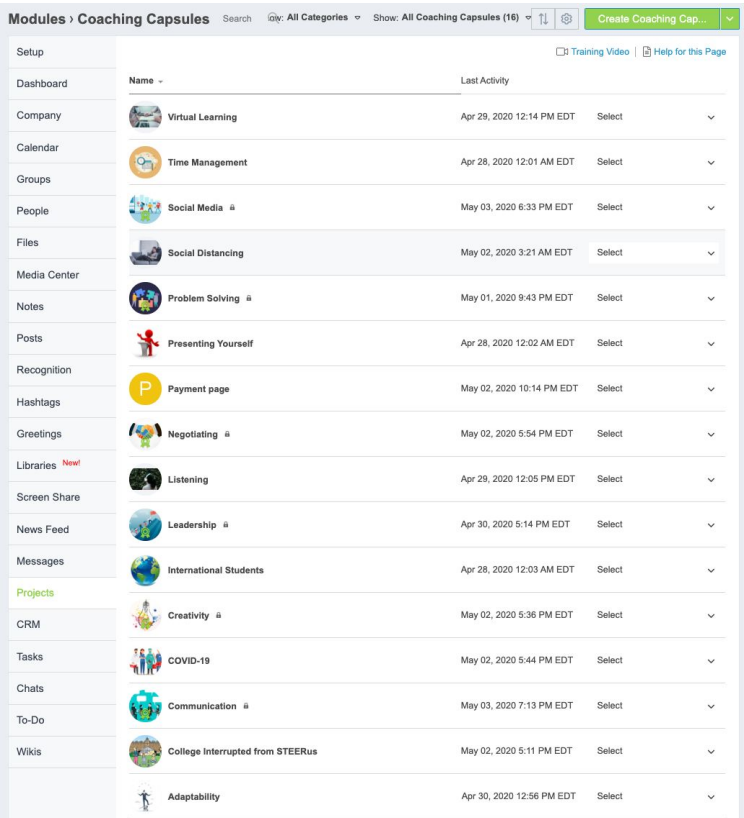 Modules › Coaching Capsules Search View: All Categories Show: All Coaching Capsules (16) Create Coaching Cap...
Training Video | Help for this Page
Setup
Dashboard
Company
Calendar
Groups
People
Files
Media Center
Notes
Posts
Recognition
Hashtags
Greetings
Libraries New!
Screen Share
News Feed
Messages
Projects
CRM
Tasks
Chats
To-Do
Wikis
Name Last Activity
Virtual Learning Apr 29, 2020 12:14 PM EDT Select
Time Management Apr 28, 2020 12:01 AM EDT Select
Social Media May 03, 2020 6:33 PM EDT Select
Social Distancing May 02, 2020 3:21 AM EDT Select
Problem Solving May 01, 2020 9:43 PM EDT Select
Presenting Yourself Apr 28, 2020 12:02 AM EDT Select
P Payment page May 02, 2020 10:14 PM EDT Select
Negotiating May 02, 2020 5:54 PM EDT Select
Listening Apr 29, 2020 12:05 PM EDT Select
Leadership Apr 30, 2020 5:14 PM EDT Select
International Students Apr 28, 2020 12:03 AM EDT Select
Creativity May 02, 2020 5:36 PM EDT Select
COVID-19 May 02, 2020 5:44 PM EDT Select
Communication May 03, 2020 7:13 PM EDT Select
College Interrupted from STEERus May 02, 2020 5:11 PM EDT Select
Adaptability Apr 30, 2020 12:56 PM EDT Select